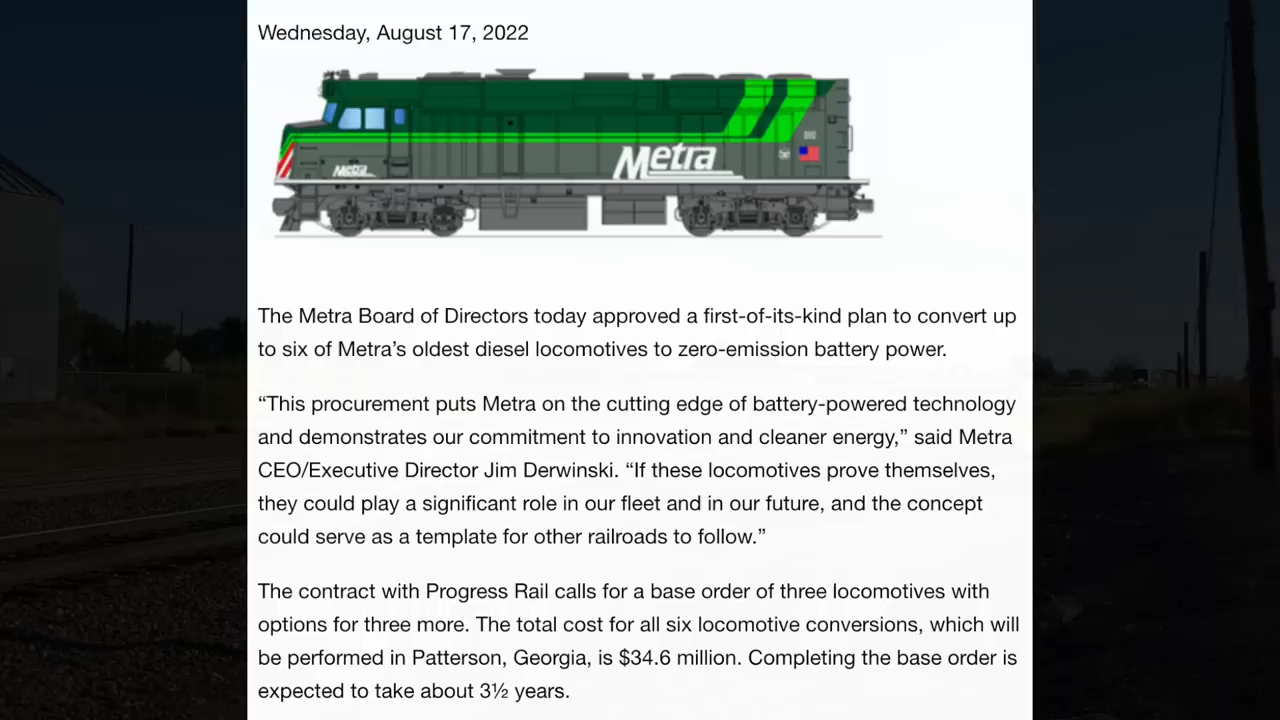 Wednesday, August 17, 2022
Metra
Metra
The Metra Board of Directors today approved a first-of-its-kind plan to convert up
to six of Metra’s oldest diesel locomotives to zero-emission battery power.
“This procurement puts Metra on the cutting edge of battery-powered technology
and demonstrates our commitment to innovation and cleaner energy,” said Metra
CEO/Executive Director Jim Derwinski. “If these locomotives prove themselves,
they could play a significant role in our fleet and in our future, and the concept
could serve as a template for other railroads to follow.”
The contract with Progress Rail calls for a base order of three locomotives with
options for three more. The total cost for all six locomotive conversions, which will
be performed in Patterson, Georgia, is $34.6 million. Completing the base order is
expected to take about 3½ years.